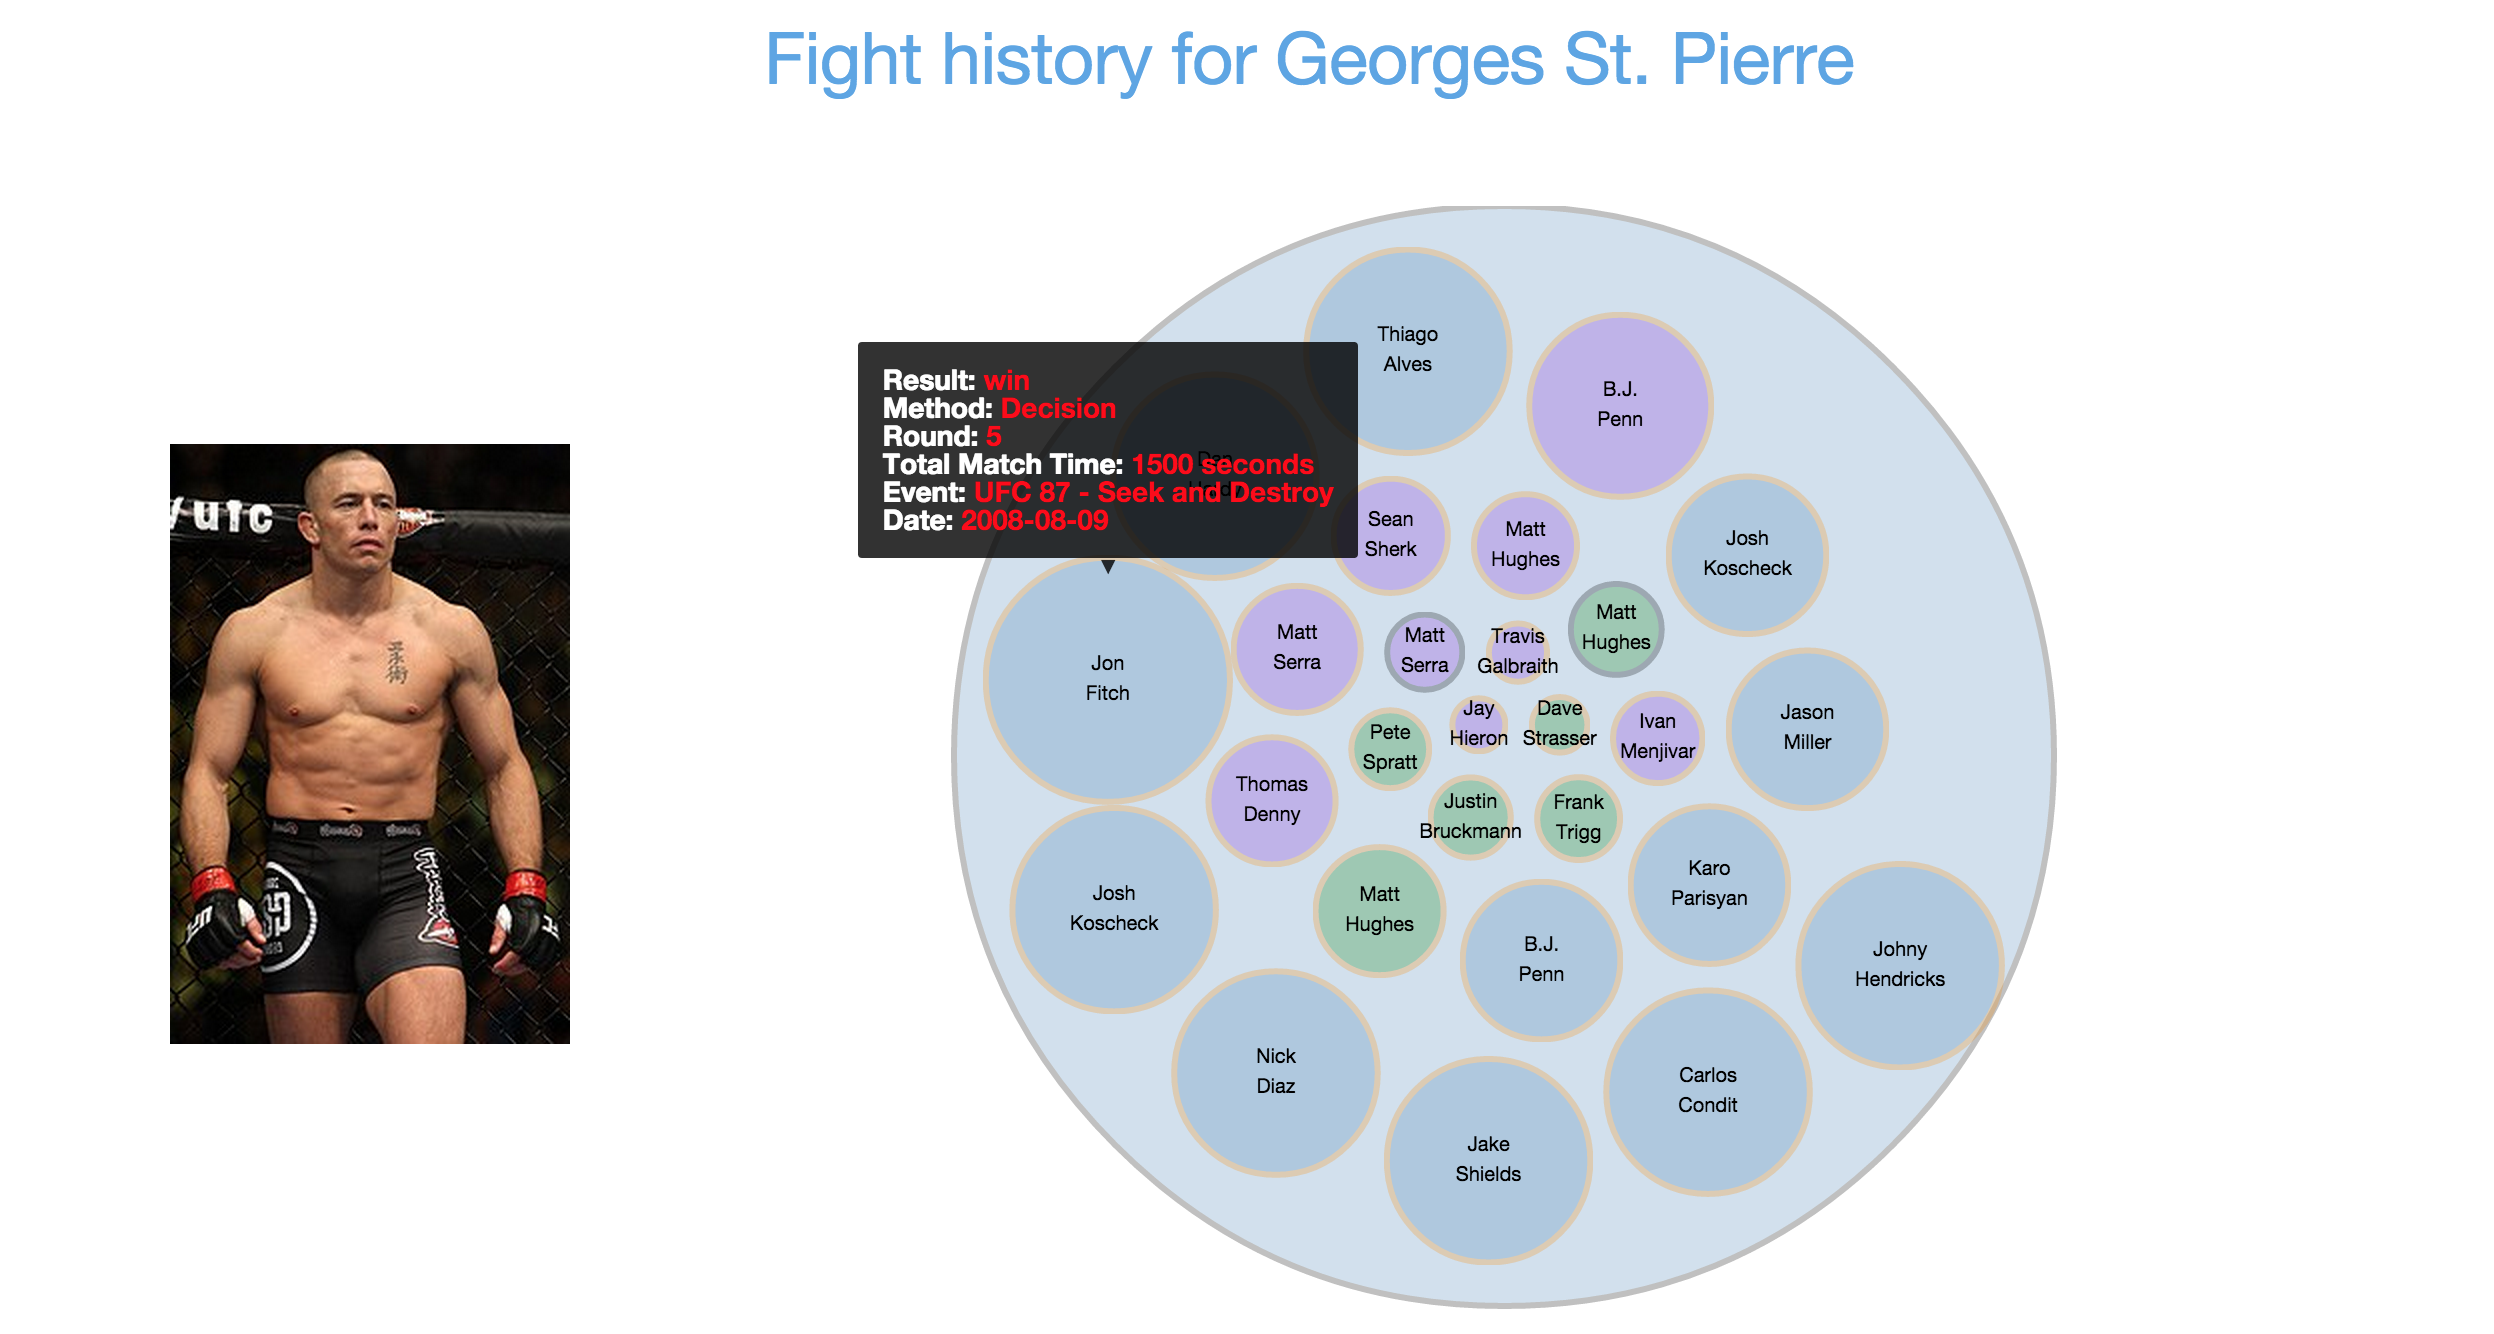 Fight history for Georges St. Pierre
Thiago
Alves
B.J.
Penn
Result: win
Method: Decision
Round: 5
Total Match Time: 1500 seconds
Event: UFC 87 - Seek and Destroy
Date: 2008-08-09
Dan
Hardy
Sean
Sherk
Matt
Hughes
Josh
Koscheck
Matt
Hughes
Matt
Serra
Matt
Serra
Travis
Galbraith
Jon
Fitch
Jay
Hieron
Dave
Strasser
Ivan
Menjivar
Jason
Miller
Pete
Spratt
Thomas
Denny
Justin
Bruckmann
Frank
Trigg
Karo
Parisyan
Josh
Koscheck
Matt
Hughes
B.J.
Penn
Johny
Hendricks
Nick
Diaz
Carlos
Condit
Jake
Shields
ufc